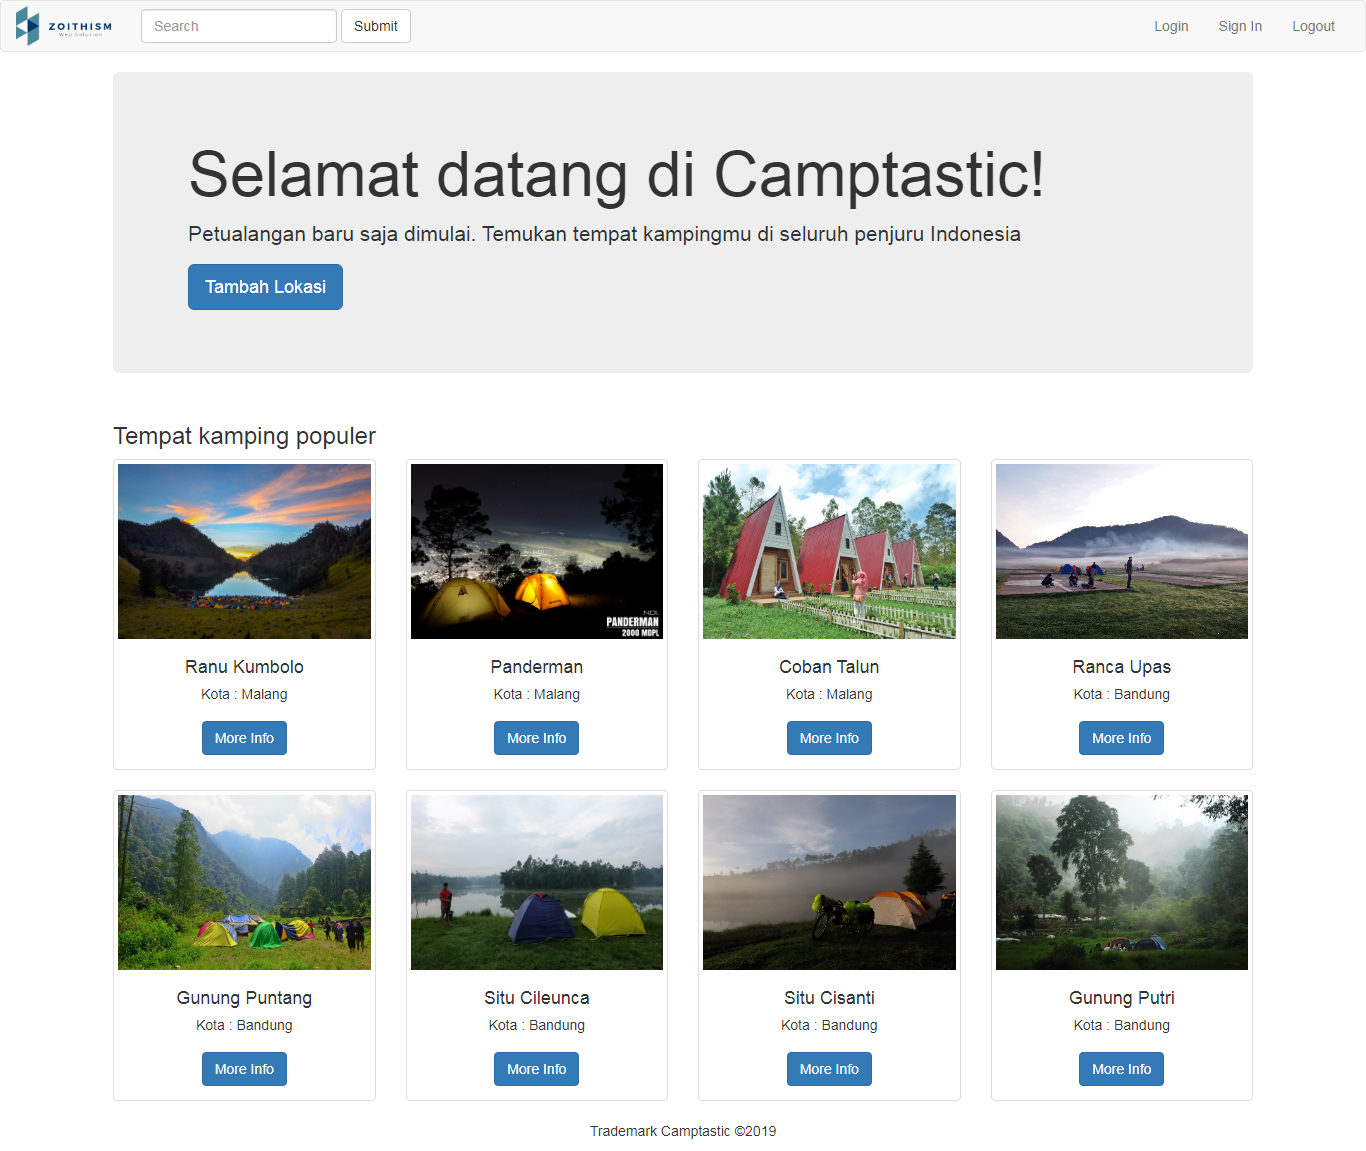 ZOITHISM
Web Solution
Search
Submit
Login
Sign In
Logout
Selamat datang di Camptastic!
Petualangan baru saja dimulai. Temukan tempat kampingmu di seluruh penjuru Indonesia
Tambah Lokasi
Tempat kamping populer
NDI.
PANDERMAN
2000 MDPL
Ranu Kumbolo
Kota : Malang
More Info
Panderman
Kota : Malang
More Info
Coban Talun
Kota : Malang
More Info
Ranca Upas
Kota : Bandung
More Info
Gunung Puntang
Kota : Bandung
More Info
Situ Cileunca
Kota : Bandung
More Info
Situ Cisanti
Kota : Bandung
More Info
Gunung Putri
Kota : Bandung
More Info
Trademark Camptastic ©2019